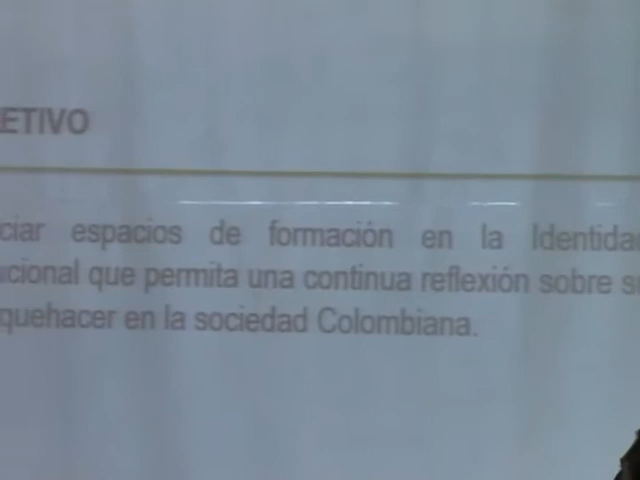 ETIVO
ciar espacios de formación en la Identida
ucional que permita una continua reflexión sobre s
quehacer en la sociedad Colombiana.